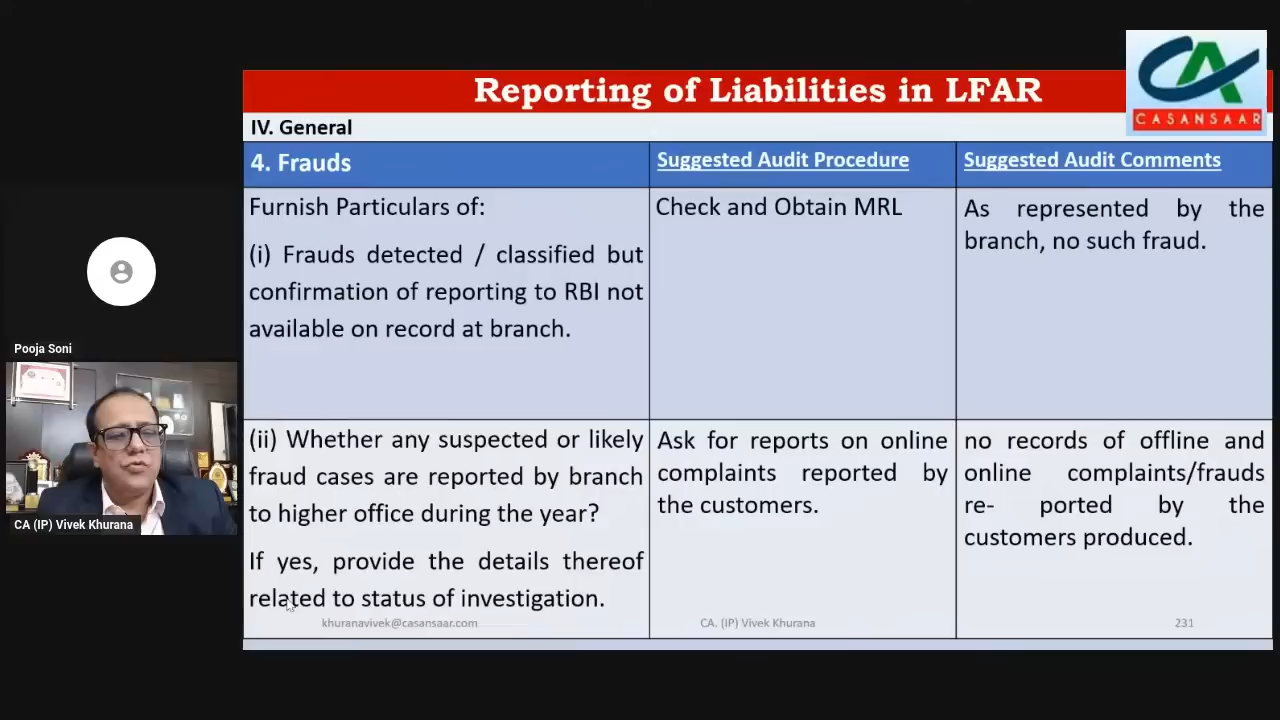 Reporting of Liabilities in LFAR
CASANSAAR
IV. General
4. Frauds
Suggested Audit Procedure
Suggested Audit Comments
Furnish Particulars of:
(i) Frauds detected / classified but
confirmation of reporting to RBI not
available on record at branch.
Check and Obtain MRL
As represented by the
branch, no such fraud.
(ii) Whether any suspected or likely
fraud cases are reported by branch
to higher office during the year?
If yes, provide the details thereof
related to status of investigation.
Ask for reports on online
complaints reported by
the customers.
no records of offline and
online complaints/frauds
re- ported by the
customers produced.
khuranavivek@casansaar.com
CA. (IP) Vivek Khurana
231
Pooja Soni
CA (IP) Vivek Khurana